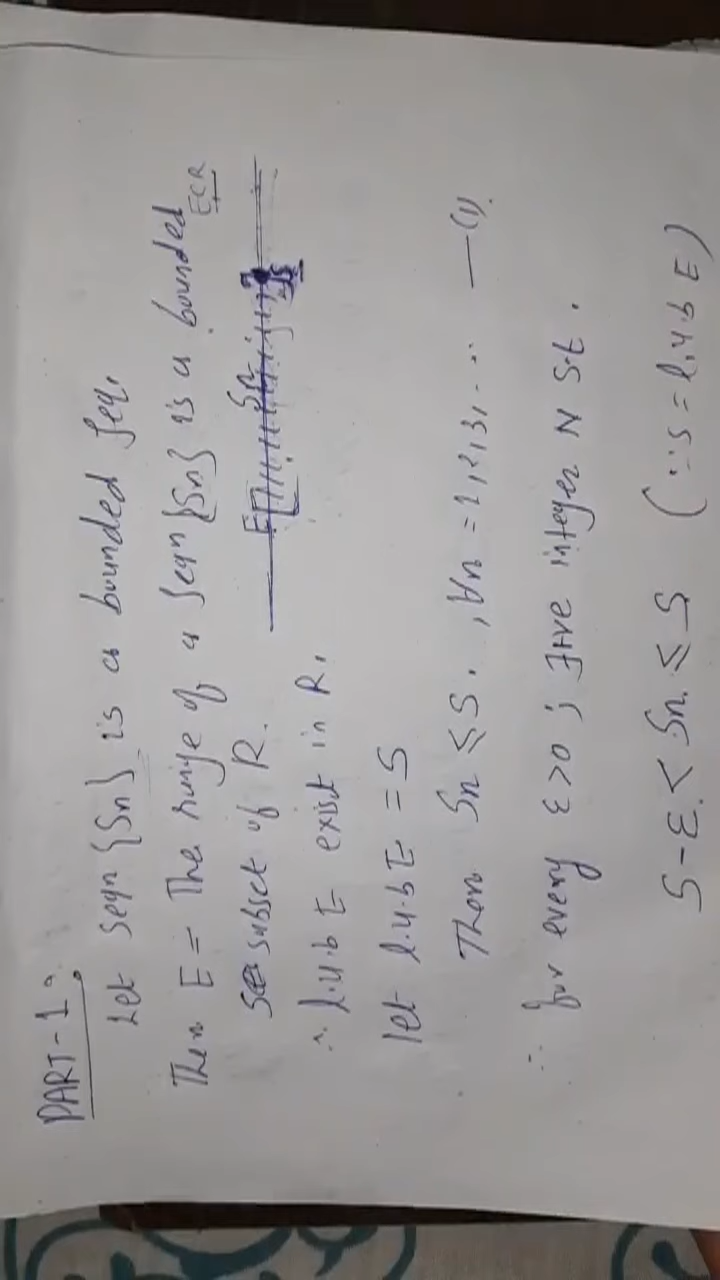 PART-1:
Let seqn {Sn} is a bounded seq.
Then E = The range of a seqn {Sn} is a bounded
subset of R. E⊂R
∴ l.u.b E exist in R.
let l.u.b E = S
Then Sn ≤ S. , ∀n = 1,2,3,... —(1).
∴ for every ε>0 ; ∃ +ve integer N s.t.
S-ε < Sn ≤ S (∵ S = l.u.b E)